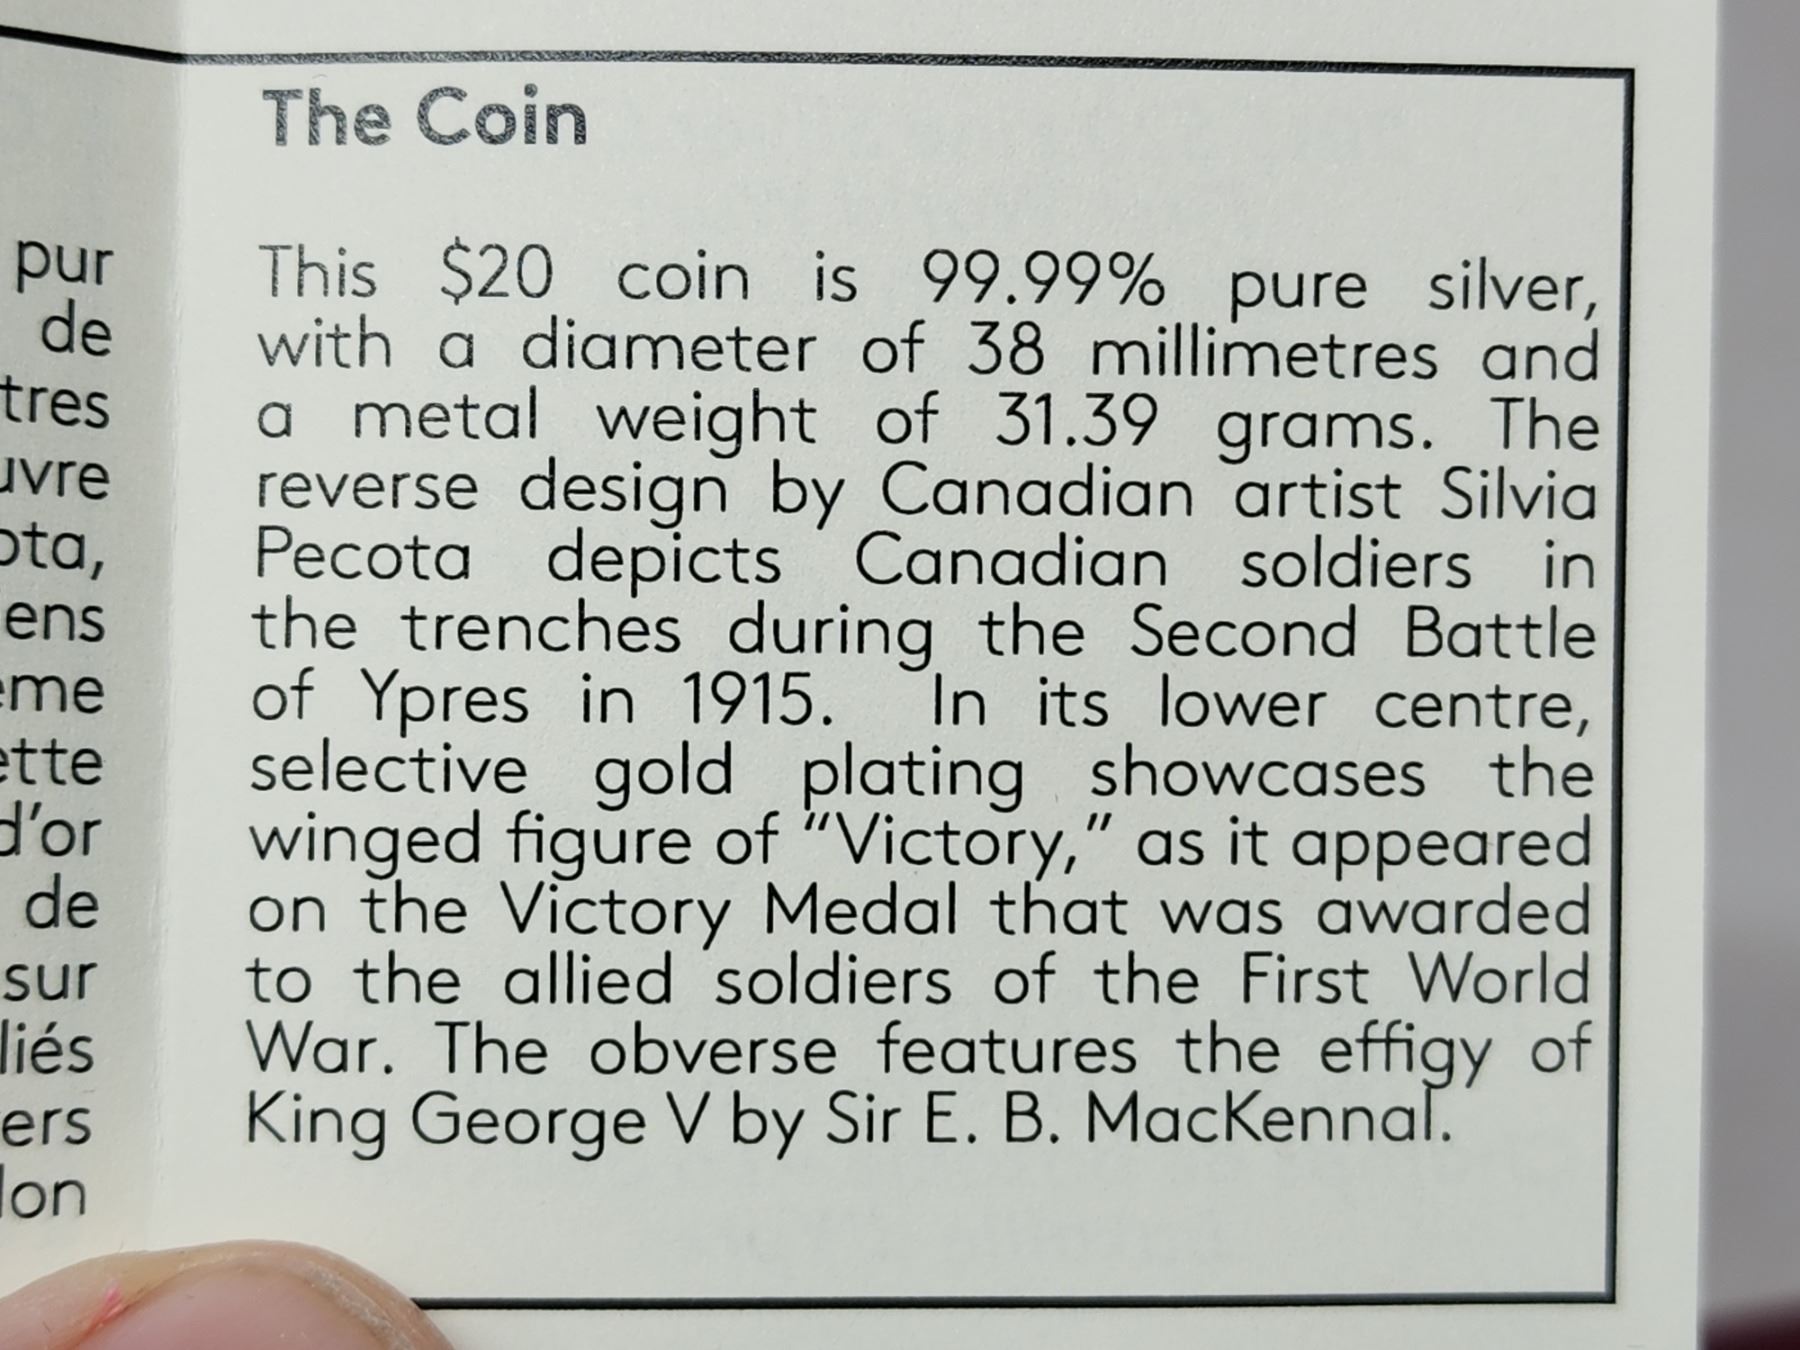 The Coin
This $20 coin is 99.99% pure silver,
with a diameter of 38 millimetres and
a metal weight of 31.39 grams. The
reverse design by Canadian artist Silvia
Pecota depicts Canadian soldiers in
the trenches during the Second Battle
of Ypres in 1915. In its lower centre,
selective gold plating showcases the
winged figure of “Victory,” as it appeared
on the Victory Medal that was awarded
to the allied soldiers of the First World
War. The obverse features the effigy of
King George V by Sir E. B. MacKennal.
pur
de
d'or
de
sur